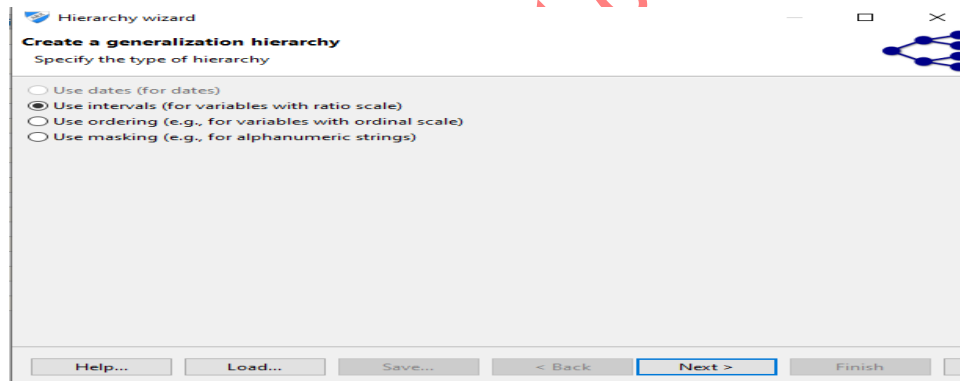 Hierarchy wizard
Create a generalization hierarchy
Specify the type of hierarchy
Use dates (for dates)
Use intervals (for variables with ratio scale)
Use ordering (e.g., for variables with ordinal scale)
Use masking (e.g., for alphanumeric strings)
Help... Load... Save... < Back Next > Finish